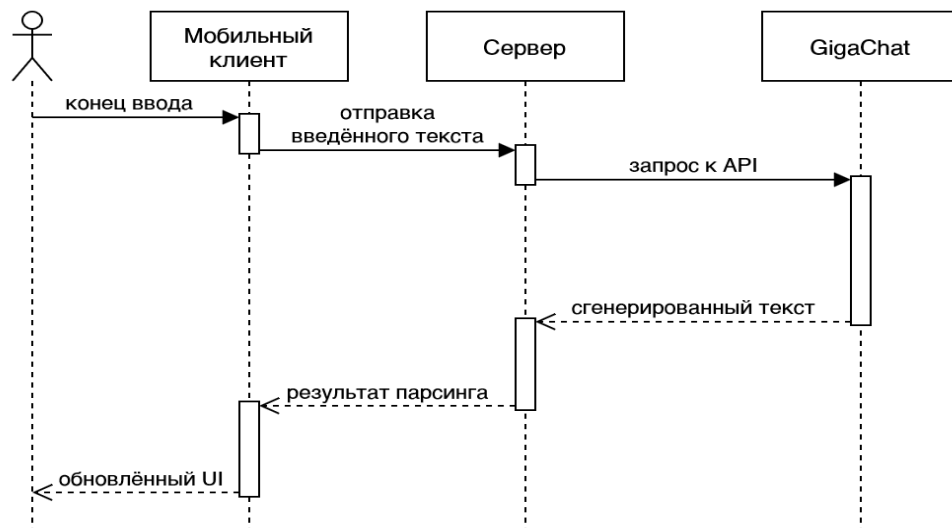 Мобильный
клиент
Сервер
GigaChat
конец ввода
отправка
введённого текста
запрос к API
сгенерированный текст
результат парсинга
обновлённый UI